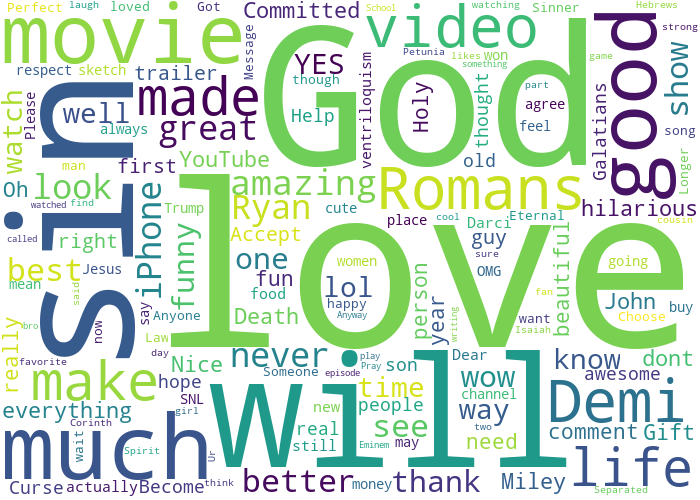 Perfect laugh loved Got Committed School watching Sinner Hebrews
movie God video good
respect sketch trailer Message YES though likes Petunia won something game strong
sin Please well made Help Holy thought part agree show
watch always great ventriloquism feel Galatians song
man first YouTube old Longer
Oh look iPhone amazing Romans hilarious
watched find Trump Ryan cute place cool Darci Eternal cousin
called right funny Accept love guy OMG sure beautiful going
best Jesus one women person year fan John buy
mean said fun lol happy want Isaiah Choose
bro now say Anyone food Anyway writing
really Law Death
favorite day Nice never play Dear know dont
make hope Someone episode Pray son wow awesome
everything SNL girl will time channel way Demi
Corinth new people see two comment Gift
much wait Spirit real still may need life
Ur better Eminem thank Miley
Curse actually Become think money Separated